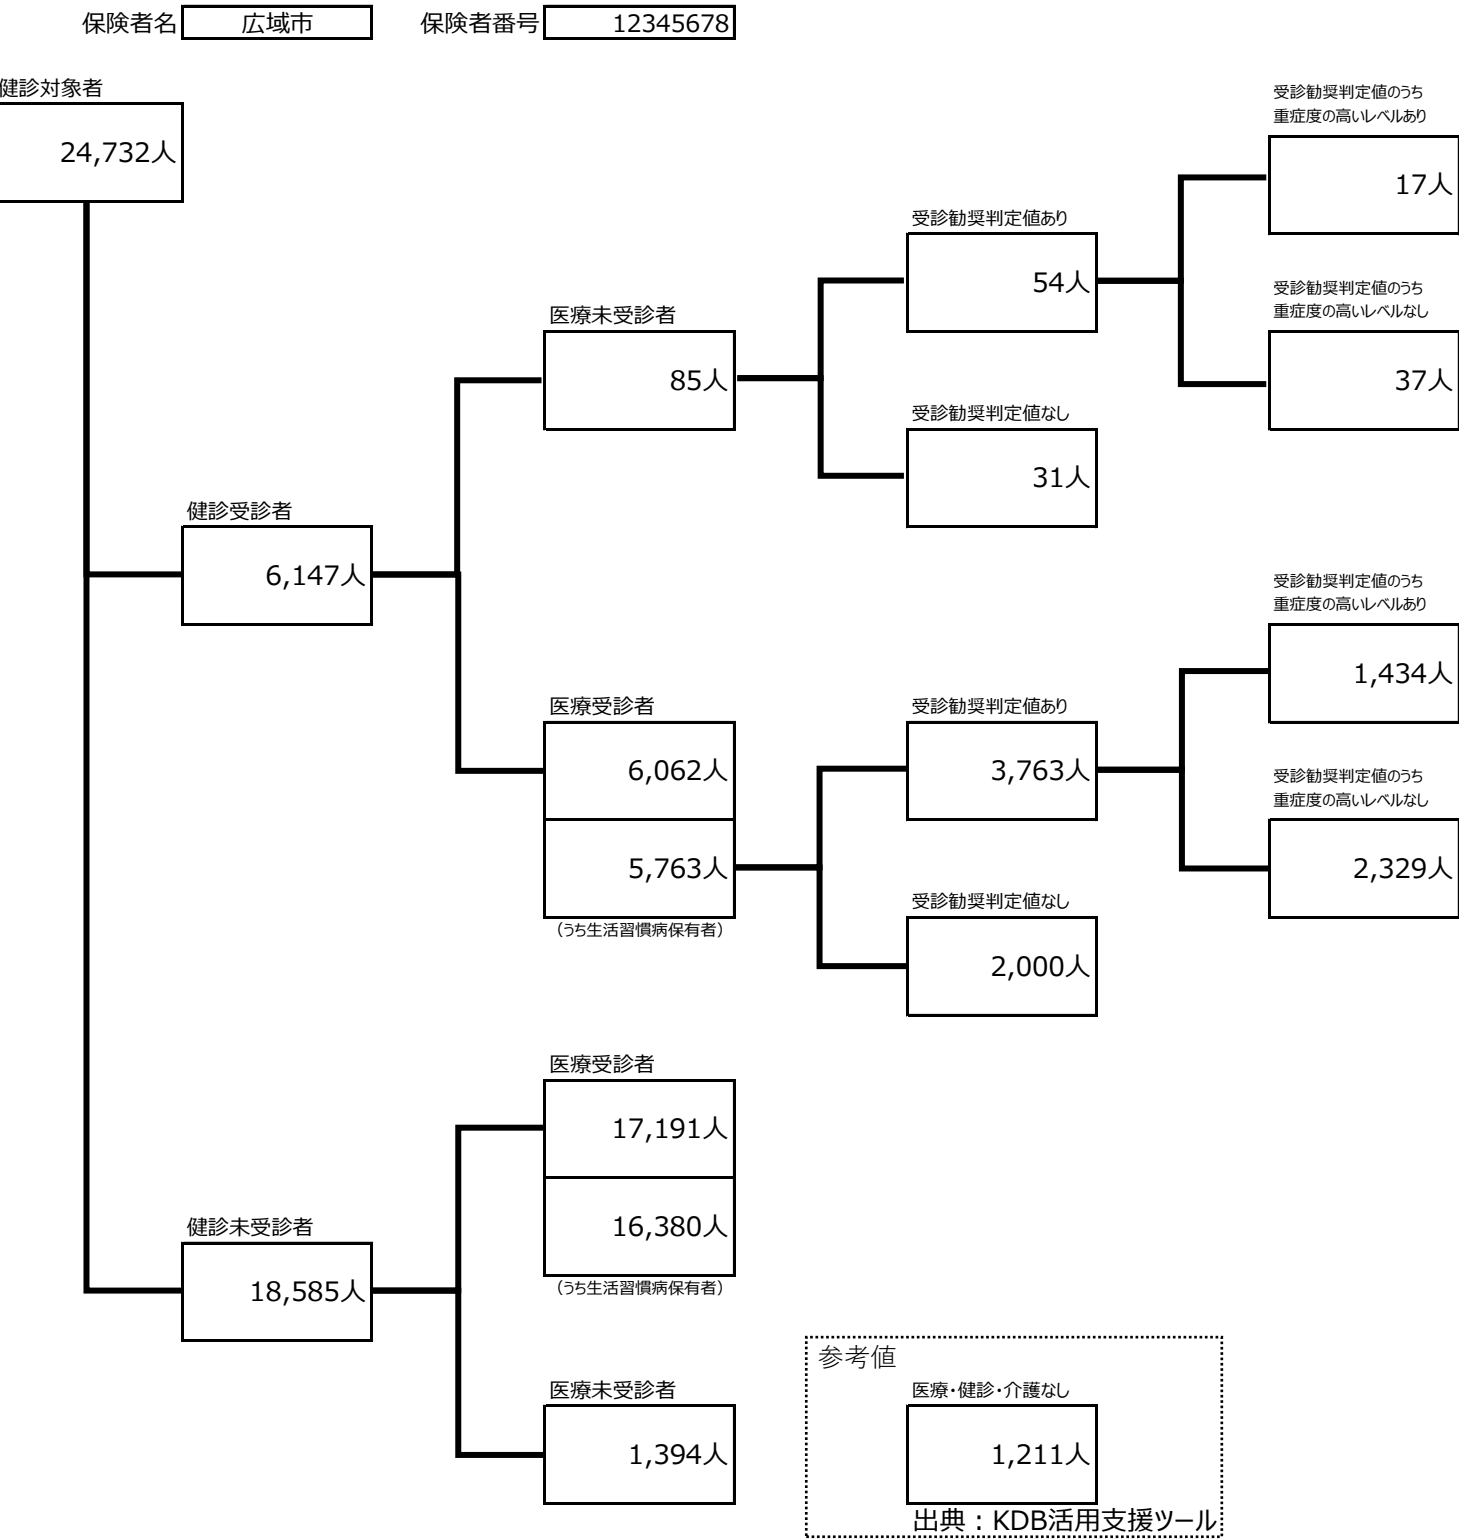 保険者名 広域市 保険者番号 12345678
健診対象者
24,732人
受診勧奨判定値のうち
重症度の高いレベルあり
17人
受診勧奨判定値あり
54人
受診勧奨判定値のうち
重症度の高いレベルなし
37人
医療未受診者
85人
受診勧奨判定値なし
31人
健診受診者
6,147人
受診勧奨判定値のうち
重症度の高いレベルあり
1,434人
医療受診者
6,062人
5,763人
(うち生活習慣病保有者)
受診勧奨判定値あり
3,763人
受診勧奨判定値のうち
重症度の高いレベルなし
2,329人
受診勧奨判定値なし
2,000人
医療受診者
17,191人
16,380人
(うち生活習慣病保有者)
健診未受診者
18,585人
医療未受診者
1,394人
参考値
医療・健診・介護なし
1,211人
出典：KDB活用支援ツール